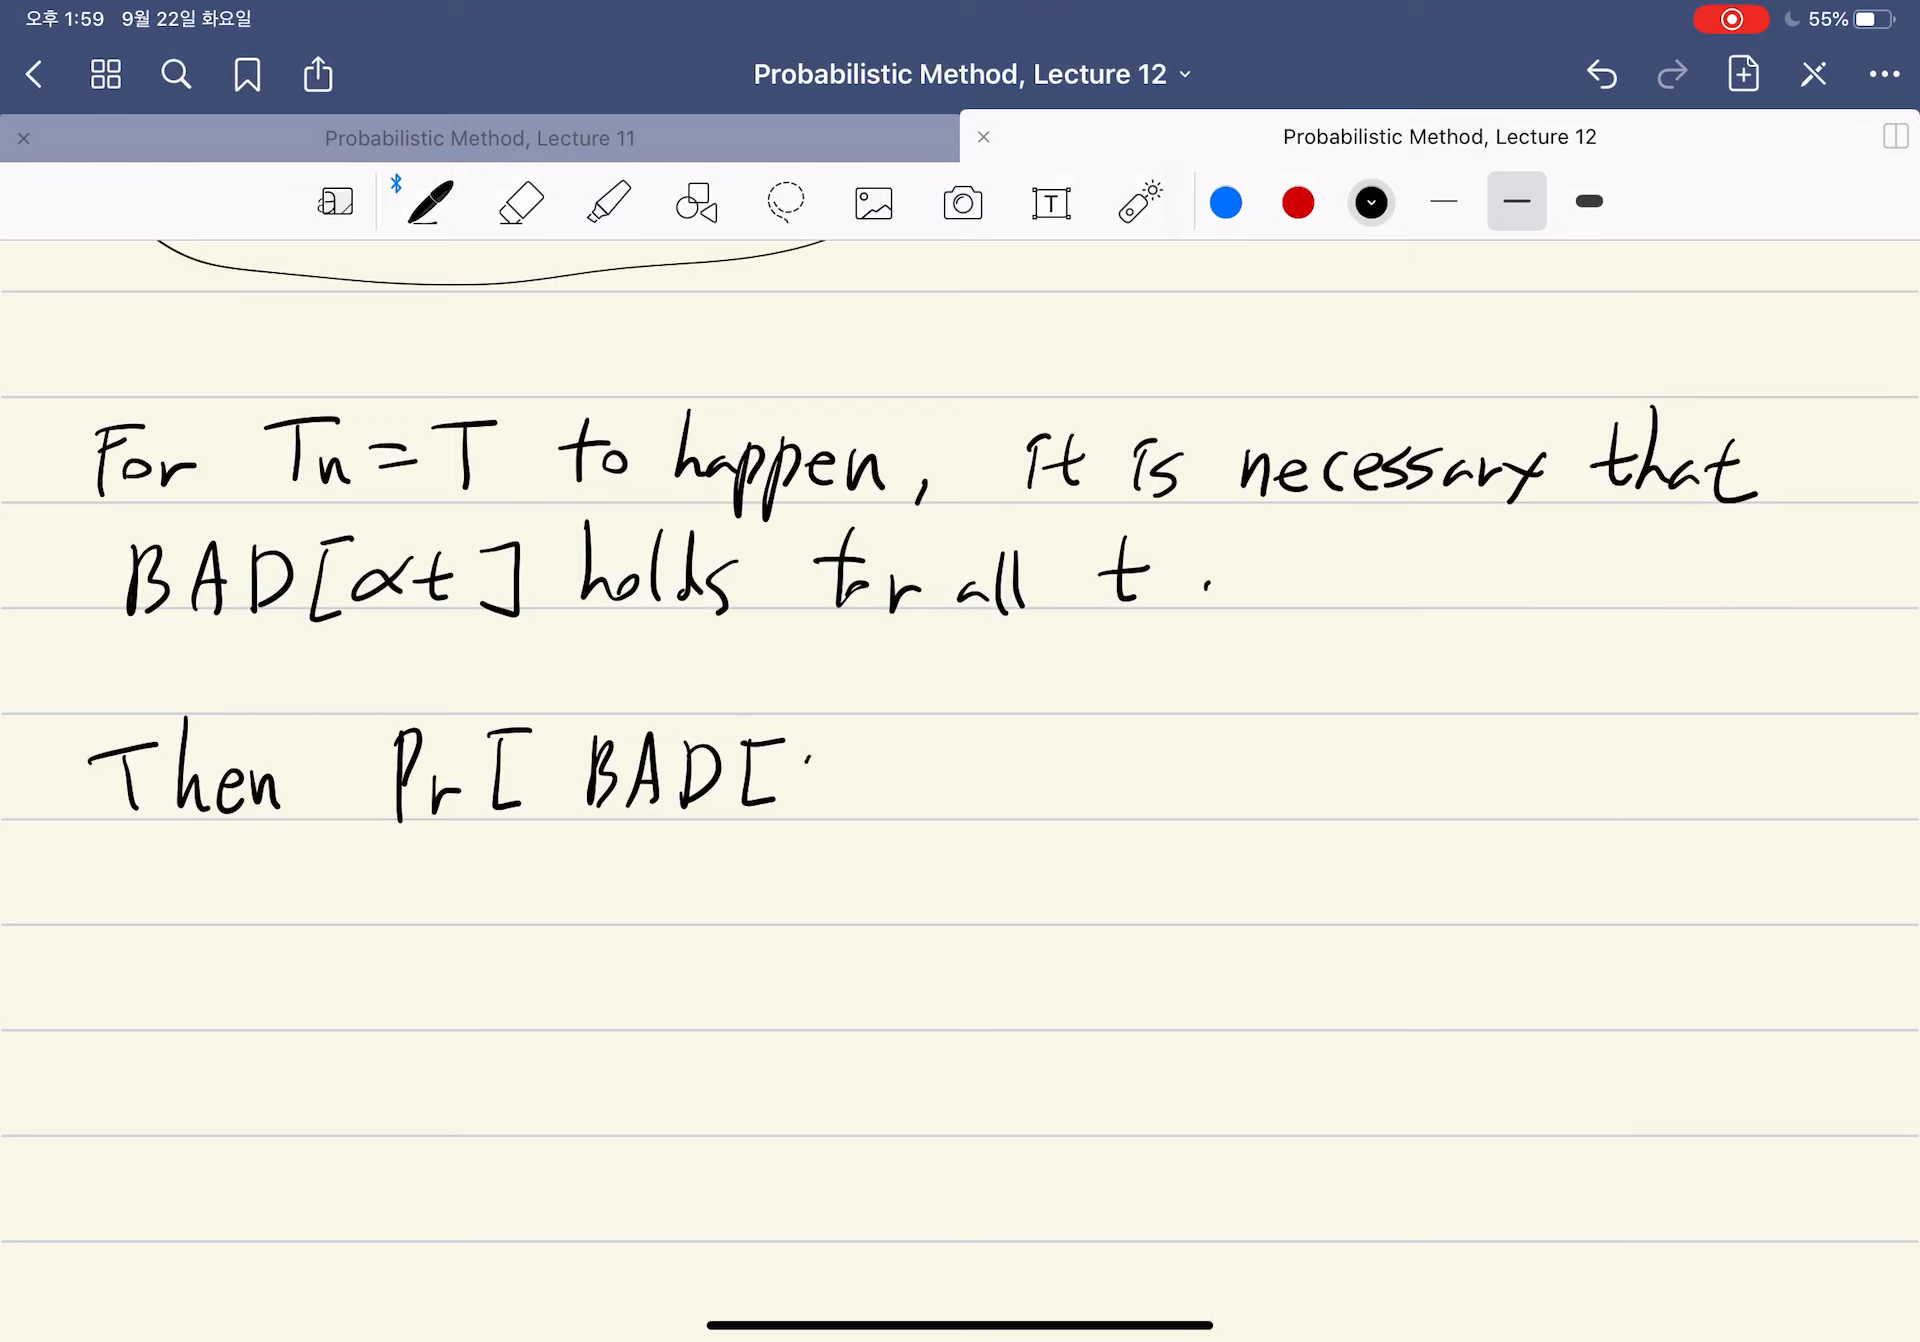 오후 1:59 9월 22일 화요일
55%
Probabilistic Method, Lecture 12
Probabilistic Method, Lecture 11
Probabilistic Method, Lecture 12
For Tn = T to happen, it is necessary that
BAD[αt] holds for all t.
Then Pr[ BAD[